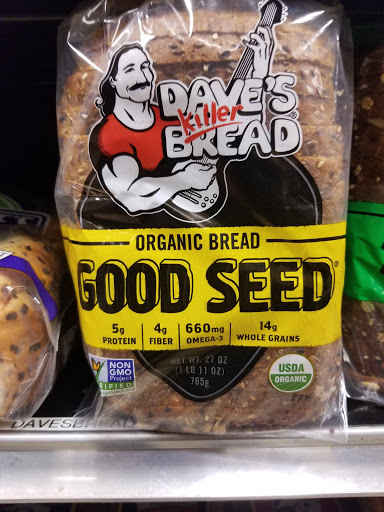 DAVE'S
killer
BREAD®
ORGANIC BREAD
GOOD SEED®
5g PROTEIN
4g FIBER
660mg OMEGA-3
14g WHOLE GRAINS
NET WT. 27 OZ
(1 LB 11 OZ)
765g
NON
GMO
Project
VERIFIED
USDA
ORGANIC